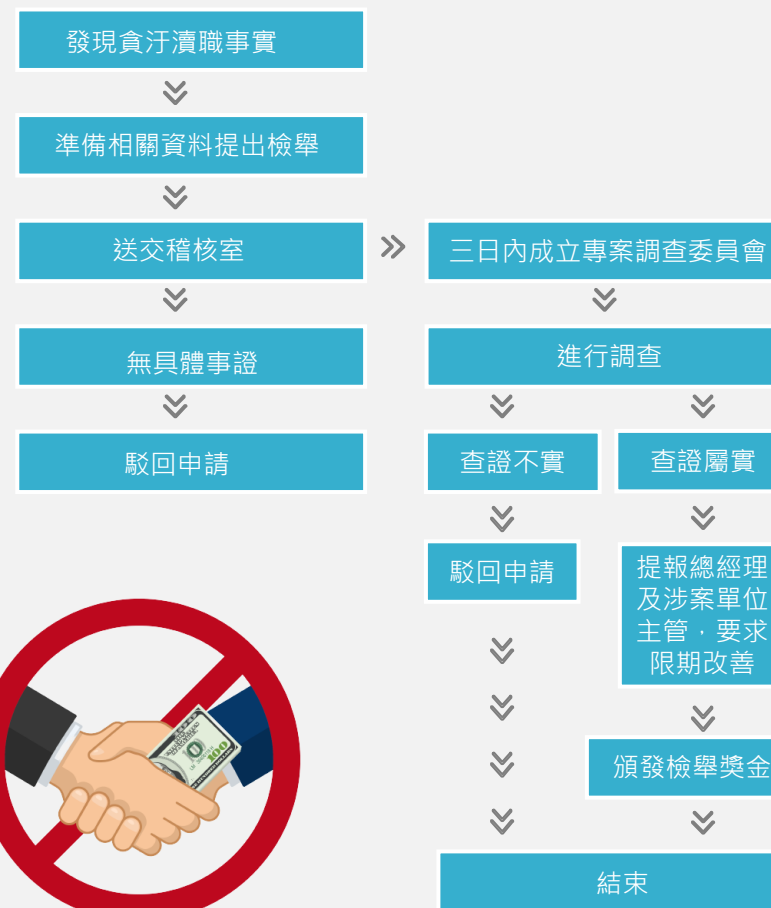 發現貪汙瀆職事實
準備相關資料提出檢舉
送交稽核室
三日內成立專案調查委員會
無具體事證
進行調查
駁回申請
查證不實
查證屬實
駁回申請
提報總經理
及涉案單位
主管，要求
限期改善
頒發檢舉獎金
結束
100